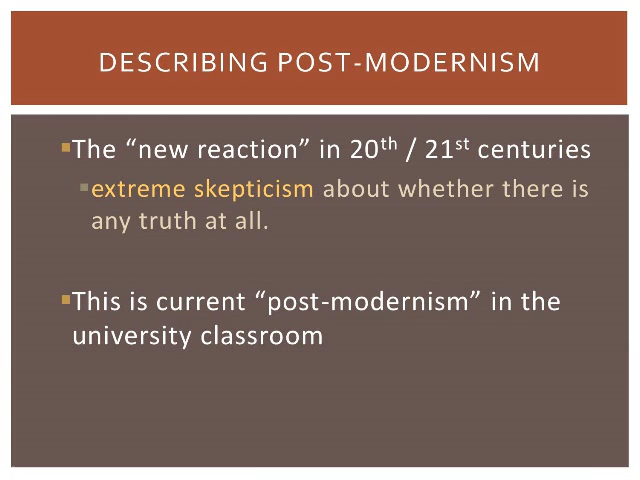 DESCRIBING POST-MODERNISM
▪The “new reaction” in 20th / 21st centuries
▪extreme skepticism about whether there is
any truth at all.
▪This is current “post-modernism” in the
university classroom